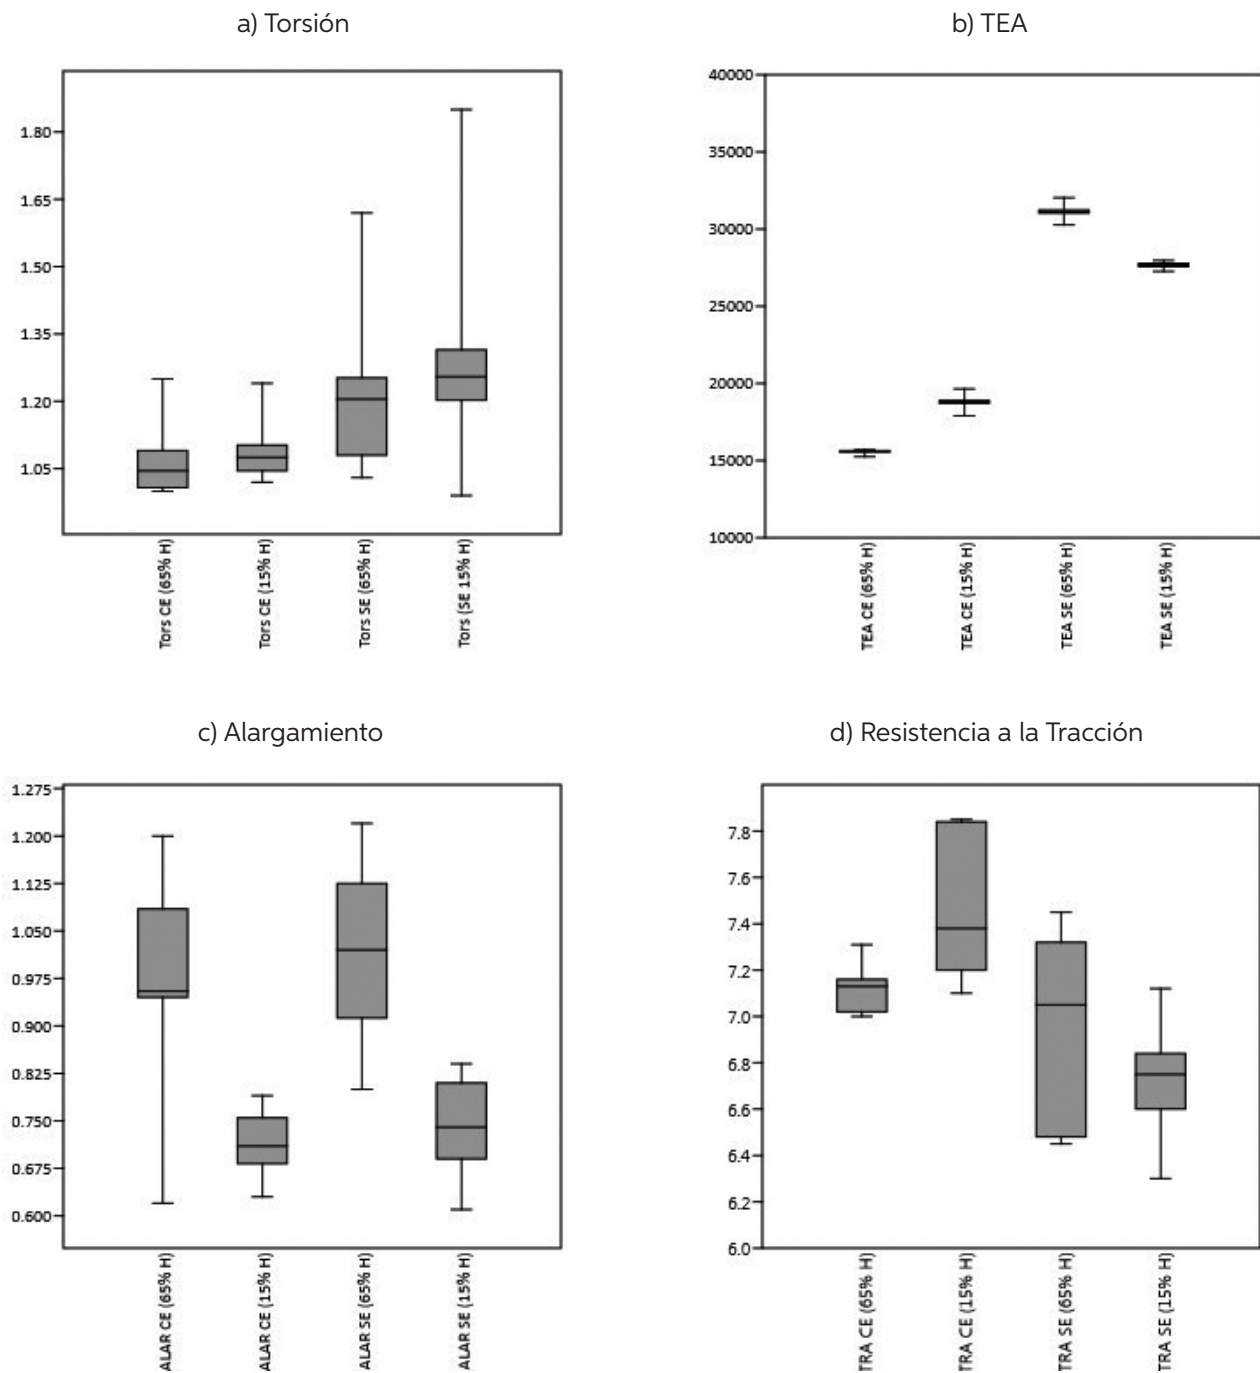 a) Torsión
1.80
1.65
1.50
1.35
1.20
1.05
Tors CE (65% H)
Tors CE (15% H)
Tors SE (65% H)
Tors (SE 15% H)
b) TEA
40000
35000
30000
25000
20000
15000
10000
TEA CE (65% H)
TEA CE (15% H)
TEA SE (65% H)
TEA SE (15% H)
c) Alargamiento
1.275
1.200
1.125
1.050
0.975
0.900
0.825
0.750
0.675
0.600
ALAR CE (65% H)
ALAR CE (15% H)
ALAR SE (65% H)
ALAR SE (15% H)
d) Resistencia a la Tracción
7.8
7.6
7.4
7.2
7.0
6.8
6.6
6.4
6.2
6.0
TRA CE (65% H)
TRA CE (15% H)
TRA SE (65% H)
TRA SE (15% H)